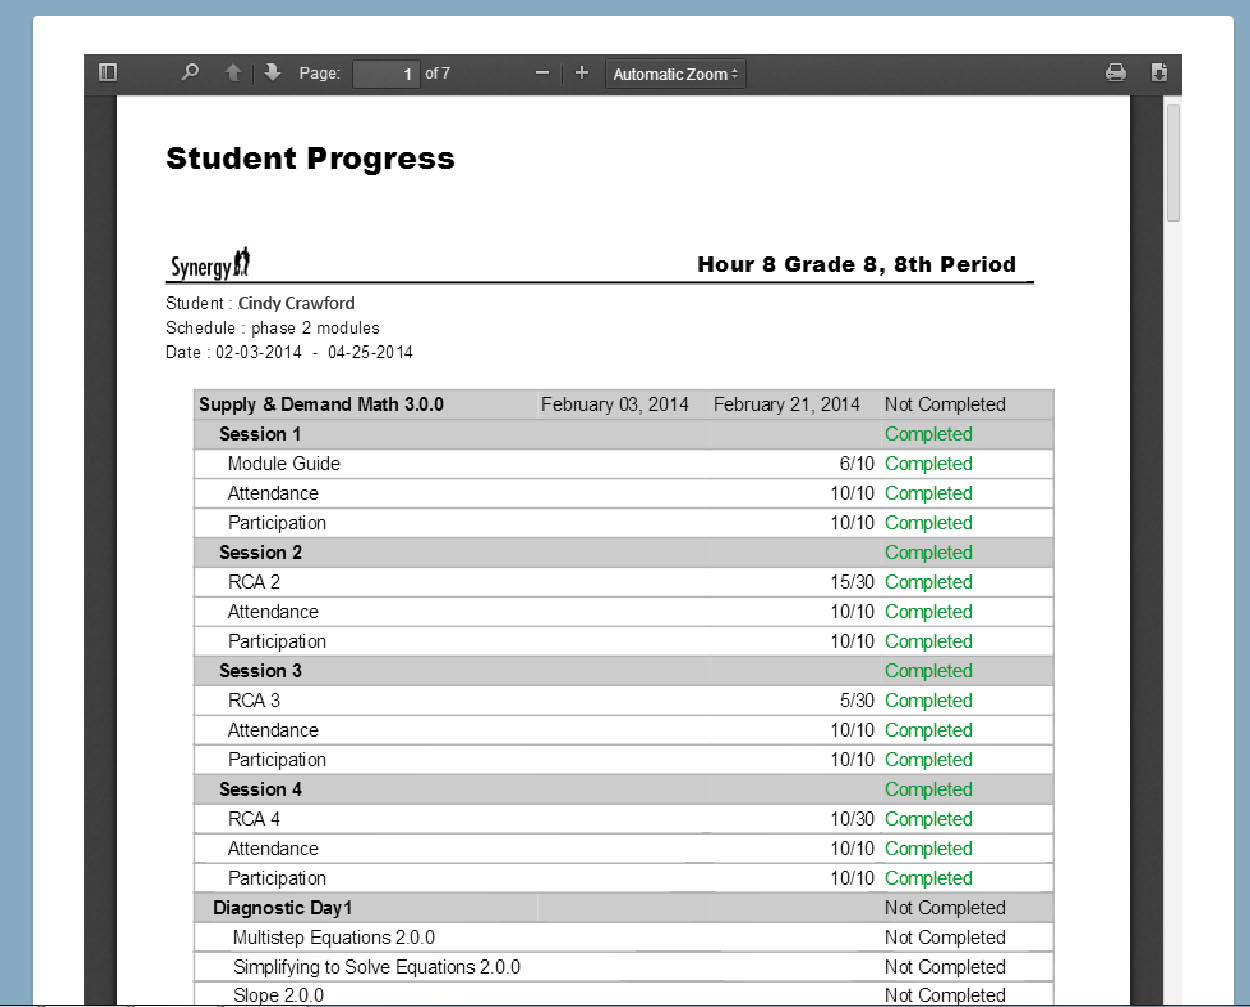 Page: 1 of 7 Automatic Zoom
Student Progress
Synergy
Hour 8 Grade 8, 8th Period
Student : Cindy Crawford
Schedule : phase 2 modules
Date : 02-03-2014 - 04-25-2014
Supply & Demand Math 3.0.0 February 03, 2014 February 21, 2014 Not Completed
Session 1 Completed
Module Guide 6/10 Completed
Attendance 10/10 Completed
Participation 10/10 Completed
Session 2 Completed
RCA 2 15/30 Completed
Attendance 10/10 Completed
Participation 10/10 Completed
Session 3 Completed
RCA 3 5/30 Completed
Attendance 10/10 Completed
Participation 10/10 Completed
Session 4 Completed
RCA 4 10/30 Completed
Attendance 10/10 Completed
Participation 10/10 Completed
Diagnostic Day1 Not Completed
Multistep Equations 2.0.0 Not Completed
Simplifying to Solve Equations 2.0.0 Not Completed
Slope 2.0.0 Not Completed